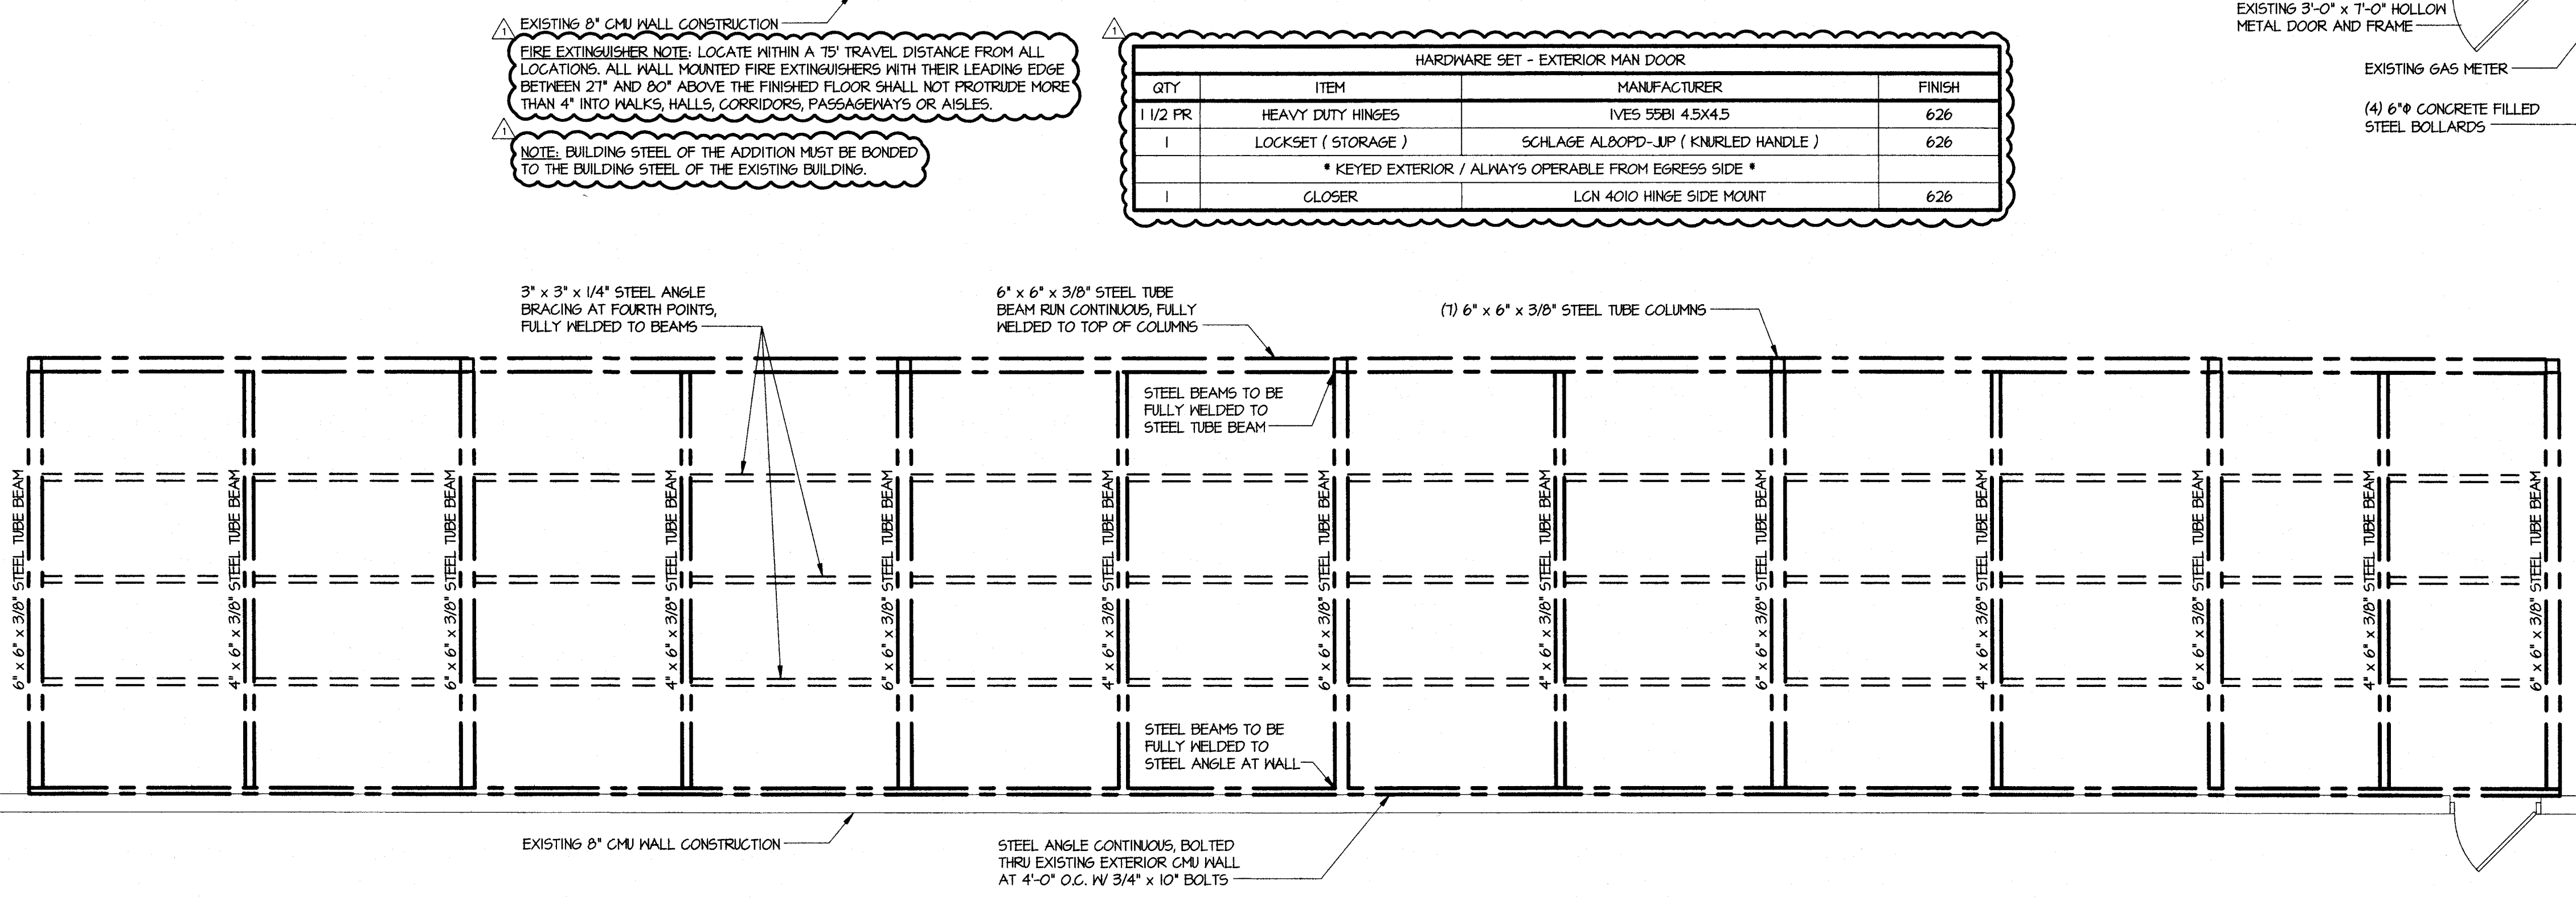 EXISTING 8" CMU WALL CONSTRUCTION
1
FIRE EXTINGUISHER NOTE: LOCATE WITHIN A 75' TRAVEL DISTANCE FROM ALL
LOCATIONS. ALL WALL MOUNTED FIRE EXTINGUISHERS WITH THEIR LEADING EDGE
BETWEEN 27" AND 80" ABOVE THE FINISHED FLOOR SHALL NOT PROTRUDE MORE
THAN 4" INTO WALKS, HALLS, CORRIDORS, PASSAGEWAYS OR AISLES.
1
NOTE: BUILDING STEEL OF THE ADDITION MUST BE BONDED
TO THE BUILDING STEEL OF THE EXISTING BUILDING.
1
HARDWARE SET - EXTERIOR MAN DOOR
QTY ITEM MANUFACTURER FINISH
1 1/2 PR HEAVY DUTY HINGES IVES 5BB1 4.5X4.5 626
1 LOCKSET ( STORAGE ) SCHLAGE AL80PD-JUP ( KNURLED HANDLE ) 626
* KEYED EXTERIOR / ALWAYS OPERABLE FROM EGRESS SIDE *
1 CLOSER LCN 4010 HINGE SIDE MOUNT 626
EXISTING 3'-0" x 7'-0" HOLLOW
METAL DOOR AND FRAME
EXISTING GAS METER
(4) 6"Φ CONCRETE FILLED
STEEL BOLLARDS
3" x 3" x 1/4" STEEL ANGLE
BRACING AT FOURTH POINTS,
FULLY WELDED TO BEAMS
6" x 6" x 3/8" STEEL TUBE
BEAM RUN CONTINUOUS, FULLY
WELDED TO TOP OF COLUMNS
(7) 6" x 6" x 3/8" STEEL TUBE COLUMNS
STEEL BEAMS TO BE
FULLY WELDED TO
STEEL TUBE BEAM
6" x 6" x 3/8" STEEL TUBE BEAM
4" x 6" x 3/8" STEEL TUBE BEAM
6" x 6" x 3/8" STEEL TUBE BEAM
4" x 6" x 3/8" STEEL TUBE BEAM
6" x 6" x 3/8" STEEL TUBE BEAM
4" x 6" x 3/8" STEEL TUBE BEAM
6" x 6" x 3/8" STEEL TUBE BEAM
4" x 6" x 3/8" STEEL TUBE BEAM
6" x 6" x 3/8" STEEL TUBE BEAM
4" x 6" x 3/8" STEEL TUBE BEAM
6" x 6" x 3/8" STEEL TUBE BEAM
4" x 6" x 3/8" STEEL TUBE BEAM
6" x 6" x 3/8" STEEL TUBE BEAM
STEEL BEAMS TO BE
FULLY WELDED TO
STEEL ANGLE AT WALL
EXISTING 8" CMU WALL CONSTRUCTION
STEEL ANGLE CONTINUOUS, BOLTED
THRU EXISTING EXTERIOR CMU WALL
AT 4'-0" O.C. W/ 3/4" x 10" BOLTS